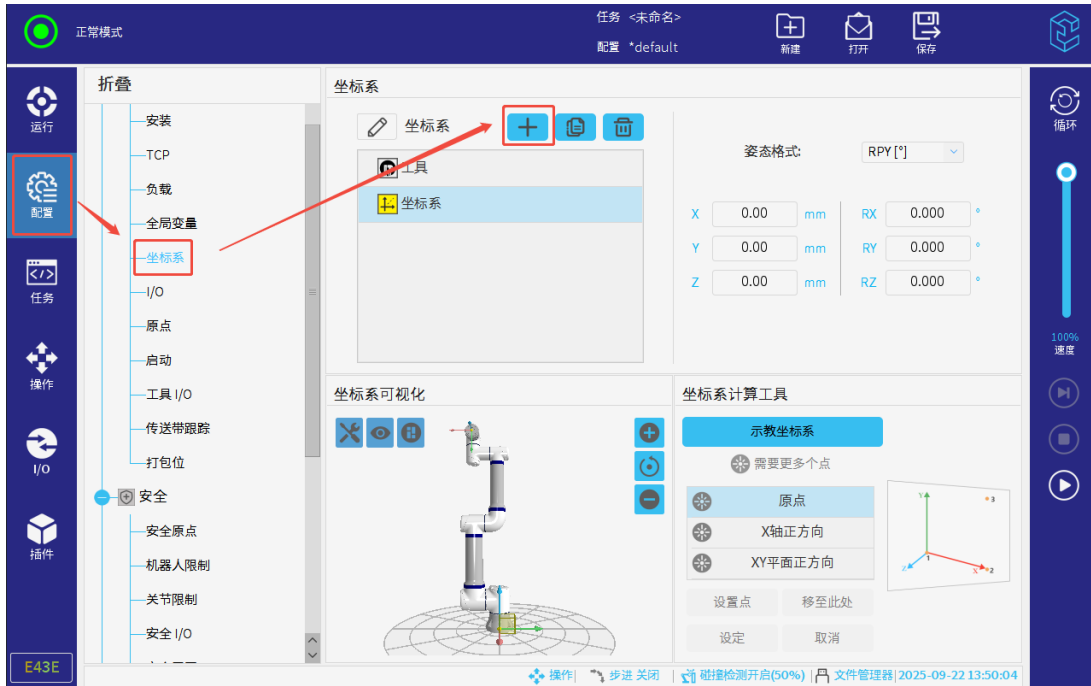 正常模式
任务 <未命名>
配置 *default
新建
打开
保存
运行
配置
任务
操作
I/O
插件
E43E
折叠
安装
TCP
负载
全局变量
坐标系
I/O
原点
启动
工具 I/O
传送带跟踪
打包位
安全
安全原点
机器人限制
关节限制
安全 I/O
坐标系
坐标系
工具
坐标系
姿态格式: RPY [°]
X 0.00 mm RX 0.000 °
Y 0.00 mm RY 0.000 °
Z 0.00 mm RZ 0.000 °
坐标系可视化
坐标系计算工具
示教坐标系
需要更多个点
原点
X轴正方向
XY平面正方向
设置点 移至此处
设定 取消
Y 3
1
Z X 2
循环
100%
速度
操作 步进 关闭 碰撞检测开启(50%) 文件管理器 2025-09-22 13:50:04